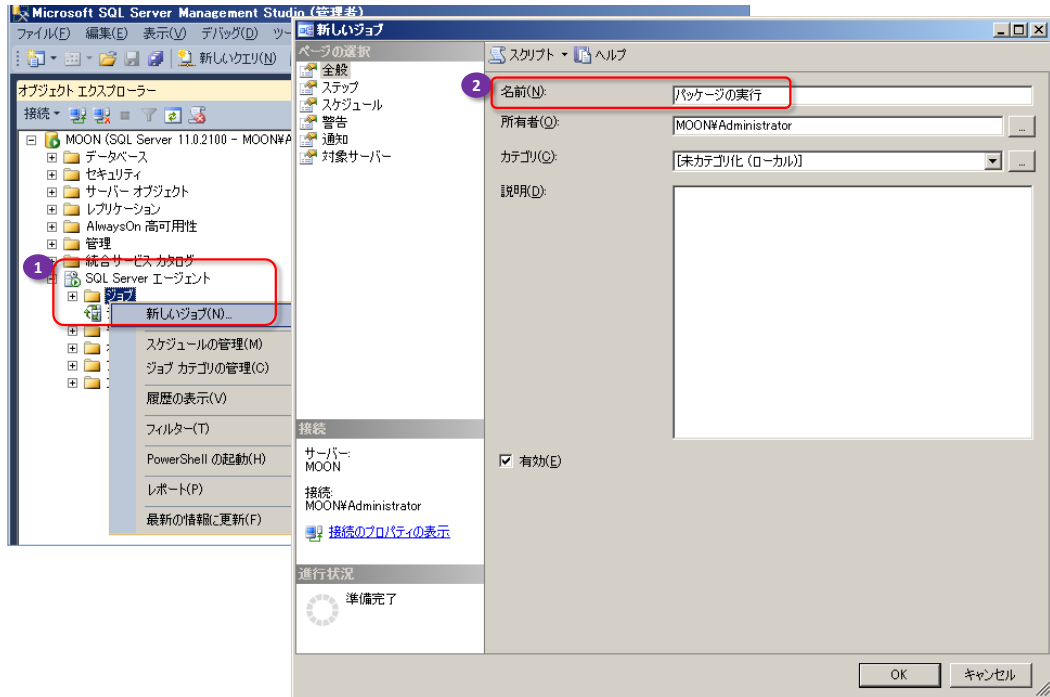 Microsoft SQL Server Management Studio (管理者)
ファイル(F) 編集(E) 表示(V) デバッグ(D) ツー
新しいクエリ(N)
オブジェクト エクスプローラー
接続
MOON (SQL Server 11.0.2100 - MOON¥A
データベース
セキュリティ
サーバー オブジェクト
レプリケーション
AlwaysOn 高可用性
管理
統合サービス カタログ
1
SQL Server エージェント
ジョブ
新しいジョブ(N)...
スケジュールの管理(M)
ジョブ カテゴリの管理(C)
履歴の表示(V)
フィルター(T)
PowerShell の起動(H)
レポート(P)
最新の情報に更新(F)
新しいジョブ
ページの選択
全般
ステップ
スケジュール
警告
通知
対象サーバー
接続
サーバー:
MOON
接続:
MOON¥Administrator
接続のプロパティの表示
進行状況
準備完了
スクリプト ヘルプ
2
名前(N): パッケージの実行
所有者(O): MOON¥Administrator ...
カテゴリ(C): [未カテゴリ化 (ローカル)] ...
説明(D):
有効(E)
OK キャンセル